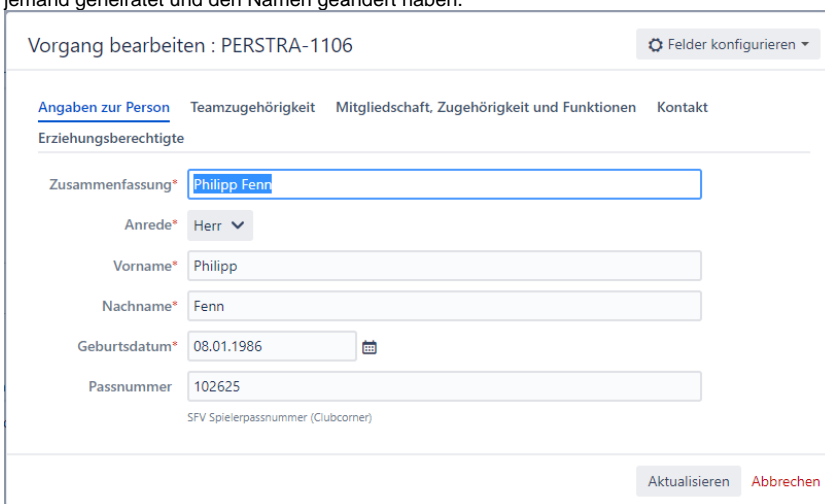 jemand geheiratet und den Namen geändert haben.
Vorgang bearbeiten : PERSTRA-1106
Felder konfigurieren
Angaben zur Person Teamzugehörigkeit Mitgliedschaft, Zugehörigkeit und Funktionen Kontakt
Erziehungsberechtigte
Zusammenfassung* Philipp Fenn
Anrede* Herr
Vorname* Philipp
Nachname* Fenn
Geburtsdatum* 08.01.1986
Passnummer 102625
SFV Spielerpassnummer (Clubcorner)
Aktualisieren Abbrechen